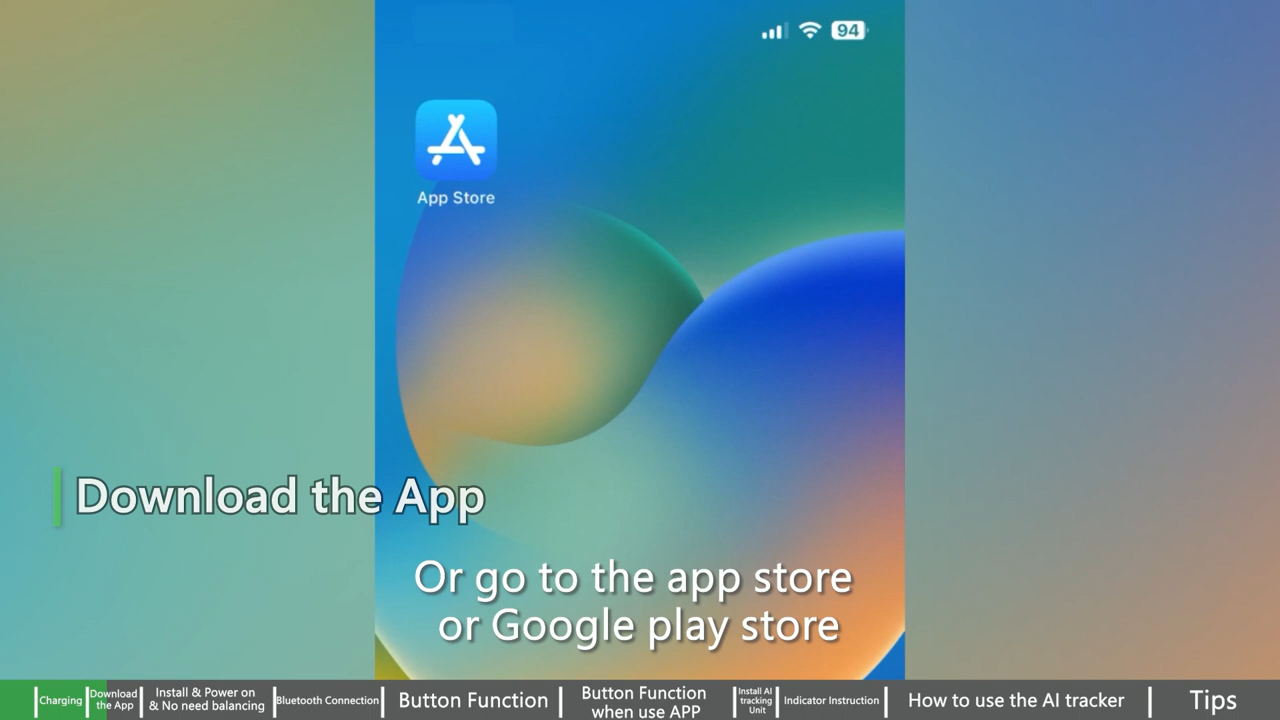 94
App Store
Download the App
Or go to the app store
or Google play store
Charging
Download
the App
Install & Power on
& No need balancing
Bluetooth Connection
Button Function
Button Function
when use APP
Install AI
tracking
Unit
Indicator Instruction
How to use the AI tracker
Tips